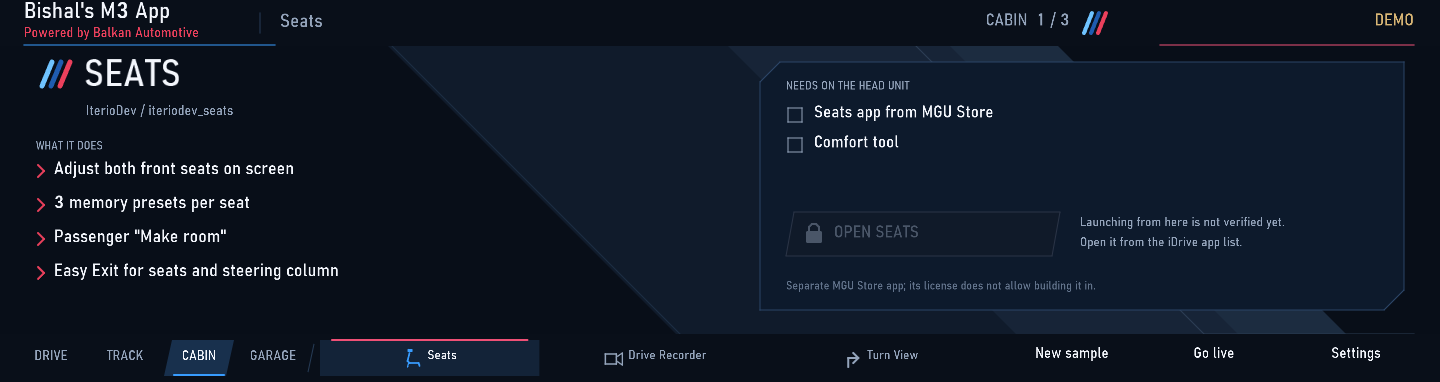 Bishal's M3 App
Powered by Balkan Automotive
Seats
CABIN 1 / 3
DEMO
SEATS
IterioDev / iteriodev_seats
WHAT IT DOES
Adjust both front seats on screen
3 memory presets per seat
Passenger "Make room"
Easy Exit for seats and steering column
NEEDS ON THE HEAD UNIT
Seats app from MGU Store
Comfort tool
OPEN SEATS
Launching from here is not verified yet.
Open it from the iDrive app list.
Separate MGU Store app; its license does not allow building it in.
DRIVE
TRACK
CABIN
GARAGE
Seats
Drive Recorder
Turn View
New sample
Go live
Settings